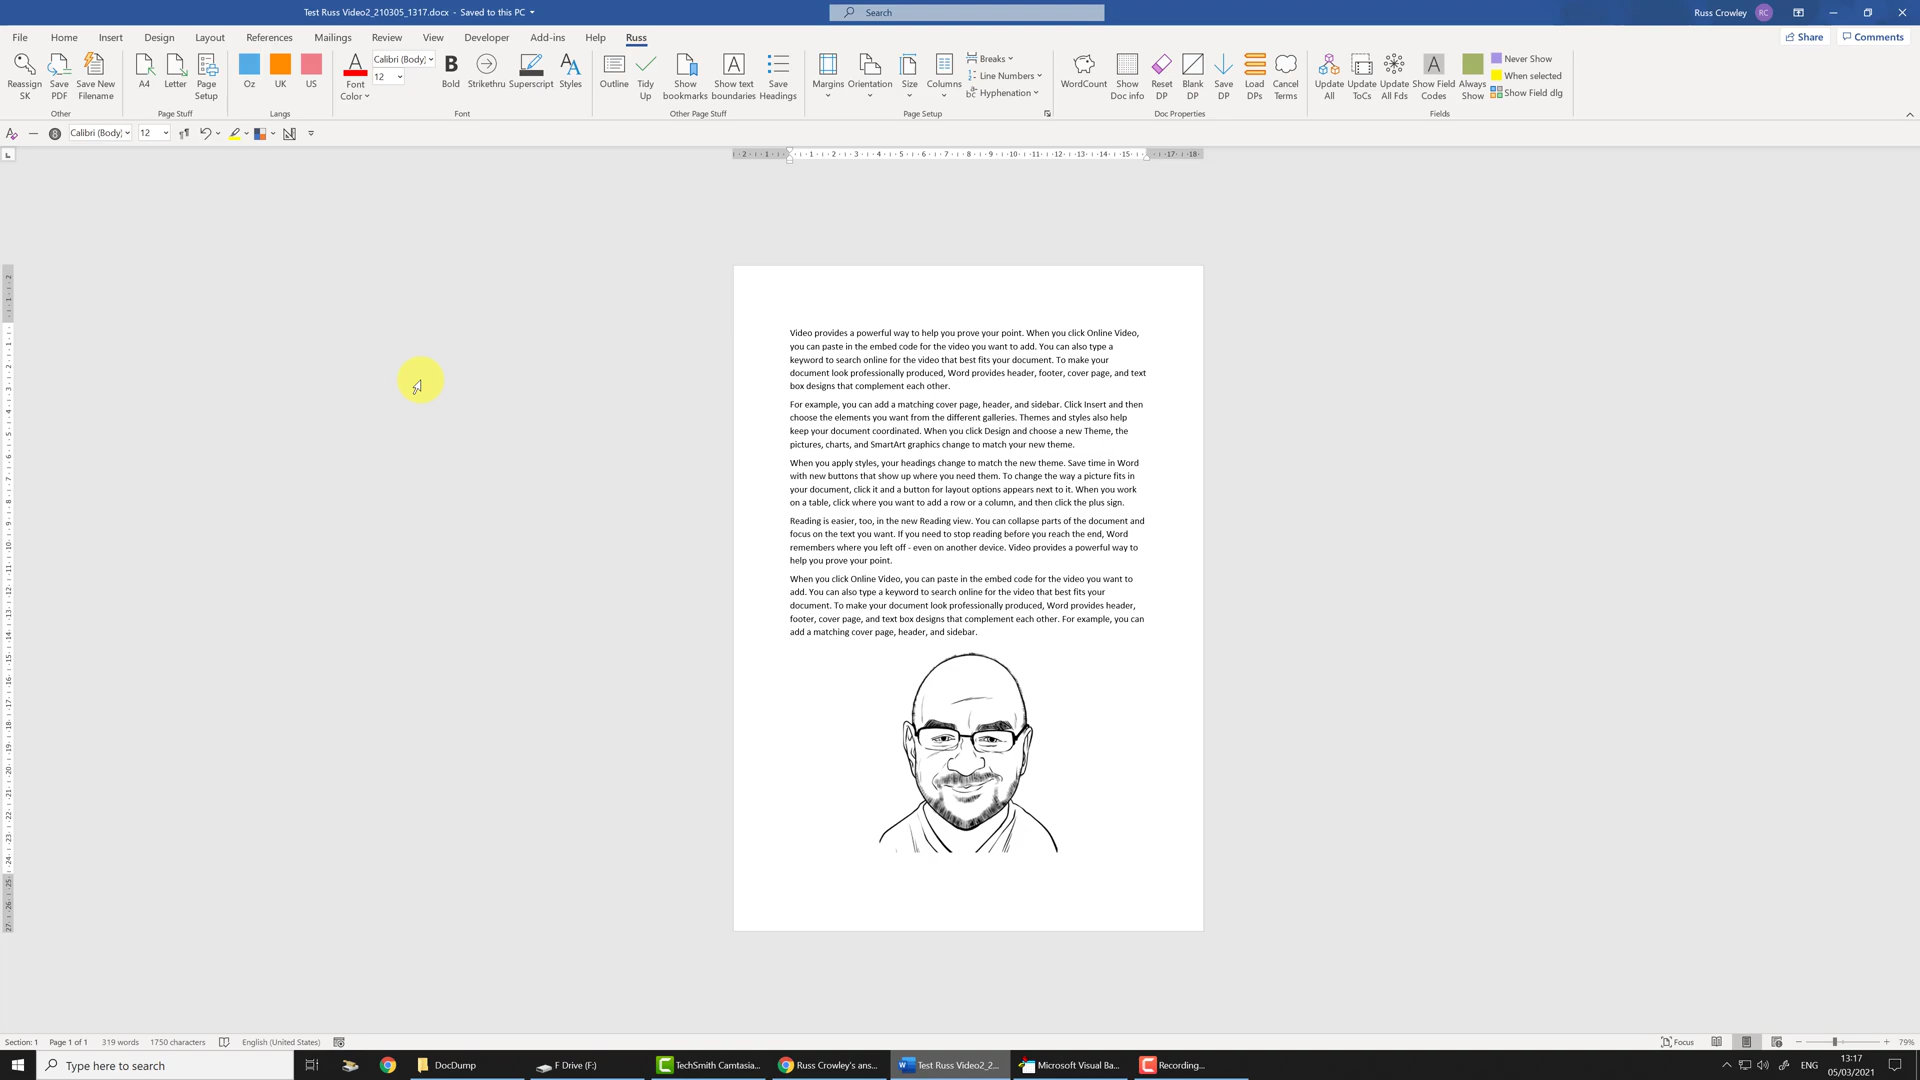 Test Russ Video2_210305_1317.docx - Saved to this PC
Search
Russ Crowley
RC
File Home Insert Design Layout References Mailings Review View Developer Add-ins Help Russ
Share Comments
Reassign SK
Save PDF
Save New Filename
Other
A4
Letter
Page Setup
Page Stuff
Oz
UK
US
Langs
Font Color
Calibri (Body)
12
Bold
Strikethru
Superscript
Styles
Font
Outline
Tidy Up
Show bookmarks
Show text boundaries
Save Headings
Other Page Stuff
Margins
Orientation
Size
Columns
Breaks
Line Numbers
Hyphenation
Page Setup
WordCount
Show Doc info
Reset DP
Blank DP
Save DP
Load DPs
Cancel Terms
Doc Properties
Update All
Update ToCs
Update All Fds
Show Field Codes
Always Show
Never Show
When selected
Show Field dlg
Fields
Calibri (Body) 12
Video provides a powerful way to help you prove your point. When you click Online Video,
you can paste in the embed code for the video you want to add. You can also type a
keyword to search online for the video that best fits your document. To make your
document look professionally produced, Word provides header, footer, cover page, and text
box designs that complement each other.
For example, you can add a matching cover page, header, and sidebar. Click Insert and then
choose the elements you want from the different galleries. Themes and styles also help
keep your document coordinated. When you click Design and choose a new Theme, the
pictures, charts, and SmartArt graphics change to match your new theme.
When you apply styles, your headings change to match the new theme. Save time in Word
with new buttons that show up where you need them. To change the way a picture fits in
your document, click it and a button for layout options appears next to it. When you work
on a table, click where you want to add a row or a column, and then click the plus sign.
Reading is easier, too, in the new Reading view. You can collapse parts of the document and
focus on the text you want. If you need to stop reading before you reach the end, Word
remembers where you left off - even on another device. Video provides a powerful way to
help you prove your point.
When you click Online Video, you can paste in the embed code for the video you want to
add. You can also type a keyword to search online for the video that best fits your
document. To make your document look professionally produced, Word provides header,
footer, cover page, and text box designs that complement each other. For example, you can
add a matching cover page, header, and sidebar.
Section: 1 Page 1 of 1 319 words 1750 characters English (United States)
Focus
79%
Type here to search
DocDump
F Drive (F:)
TechSmith Camtasia...
Russ Crowley's ans...
Test Russ Video2_2...
Microsoft Visual Ba...
Recording...
ENG
13:17
05/03/2021